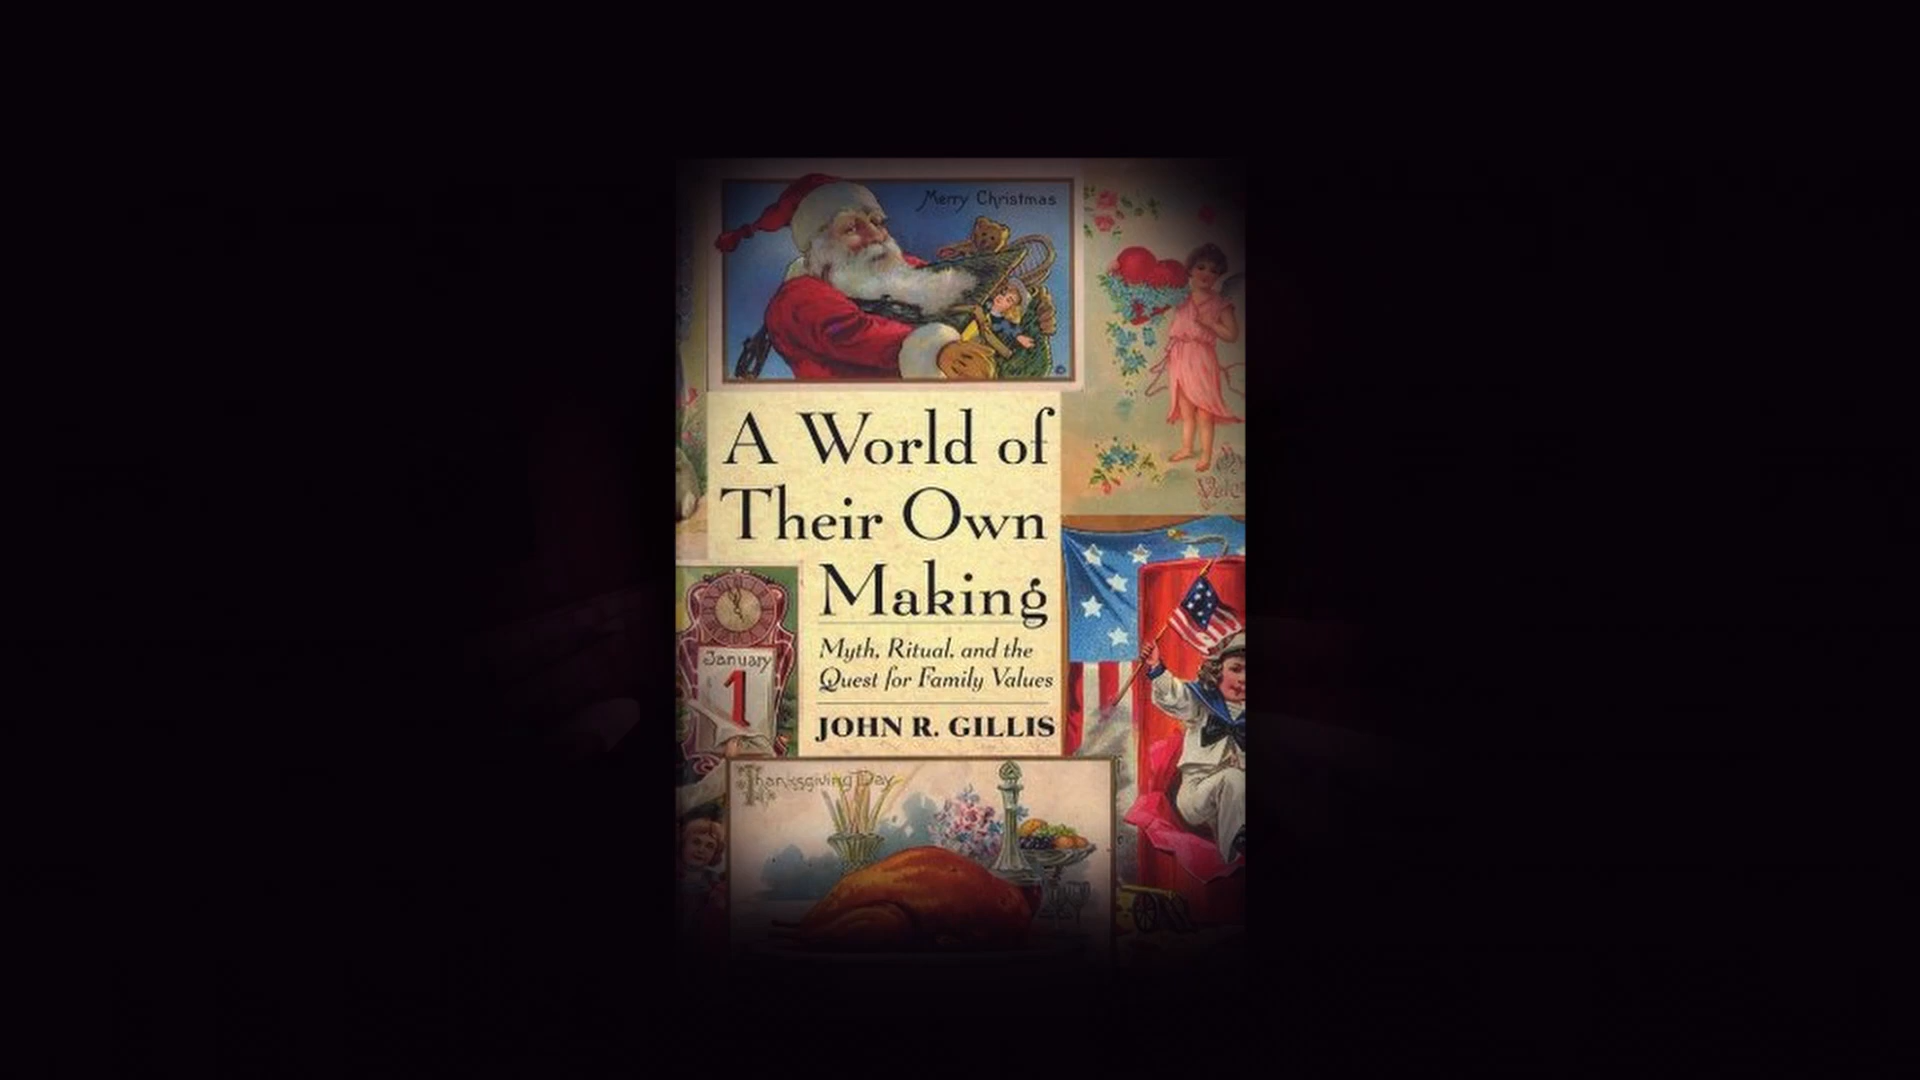 Merry Christmas
A World of
Their Own
Making
Myth, Ritual, and the
Quest for Family Values
JOHN R. GILLIS
January
1
Thanksgiving Day